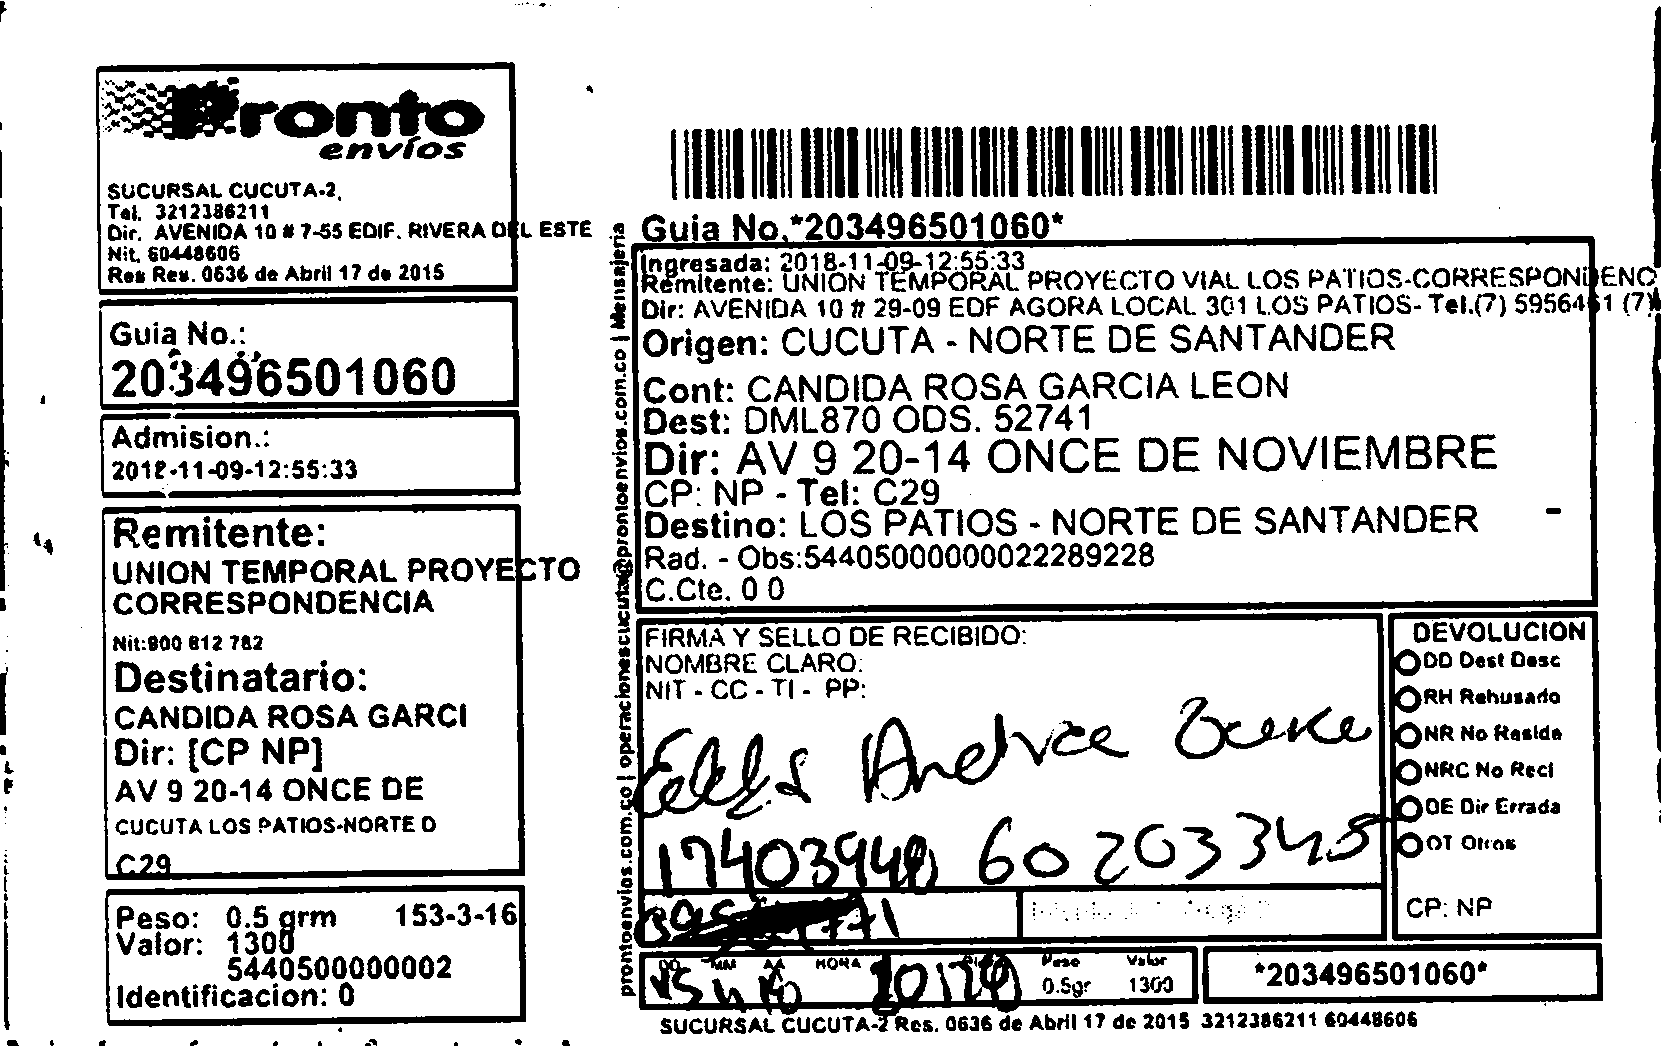 Pronto
envíos
SUCURSAL CUCUTA-2,
Tel. 3212386211
Dir. AVENIDA 10 # 7-55 EDIF. RIVERA DEL ESTE
Nit. 60448606
Res Res. 0636 de Abril 17 de 2015
Guia No.:
203496501060
Admision.:
2018-11-09-12:55:33
Remitente:
UNION TEMPORAL PROYECTO
CORRESPONDENCIA
Nit:900 812 782
Destinatario:
CANDIDA ROSA GARCI
Dir: [CP NP]
AV 9 20-14 ONCE DE
CUCUTA LOS PATIOS-NORTE D
C29
Peso: 0.5 grm 153-3-16
Valor: 1300
5440500000002
Identificacion: 0
prontoenvios.com.co | operacionescucuta@prontoenvios.com.co | Mensajeria
Guia No.*203496501060*
Ingresada: 2018-11-09-12:55:33
Remitente: UNION TEMPORAL PROYECTO VIAL LOS PATIOS-CORRESPONDENC
Dir: AVENIDA 10 # 29-09 EDF AGORA LOCAL 301 LOS PATIOS- Tel.(7) 5956461 (7)
Origen: CUCUTA - NORTE DE SANTANDER
Cont: CANDIDA ROSA GARCIA LEON
Dest: DML870 ODS. 52741
Dir: AV 9 20-14 ONCE DE NOVIEMBRE
CP: NP - Tel: C29
Destino: LOS PATIOS - NORTE DE SANTANDER -
Rad. - Obs:54405000000022289228
C.Cte. 0 0
FIRMA Y SELLO DE RECIBIDO:
NOMBRE CLARO:
NIT - CC - TI - PP:
Andrea
60203345
DEVOLUCION
DD Dest Desc
RH Rehusado
NR No Reside
NRC No Recl
DE Dir Errada
OT Otros
CP: NP
DD MM AA HORA Peso Valor
0.5gr 1300
*203496501060*
SUCURSAL CUCUTA-2 Res. 0636 de Abril 17 de 2015 3212386211 60448606